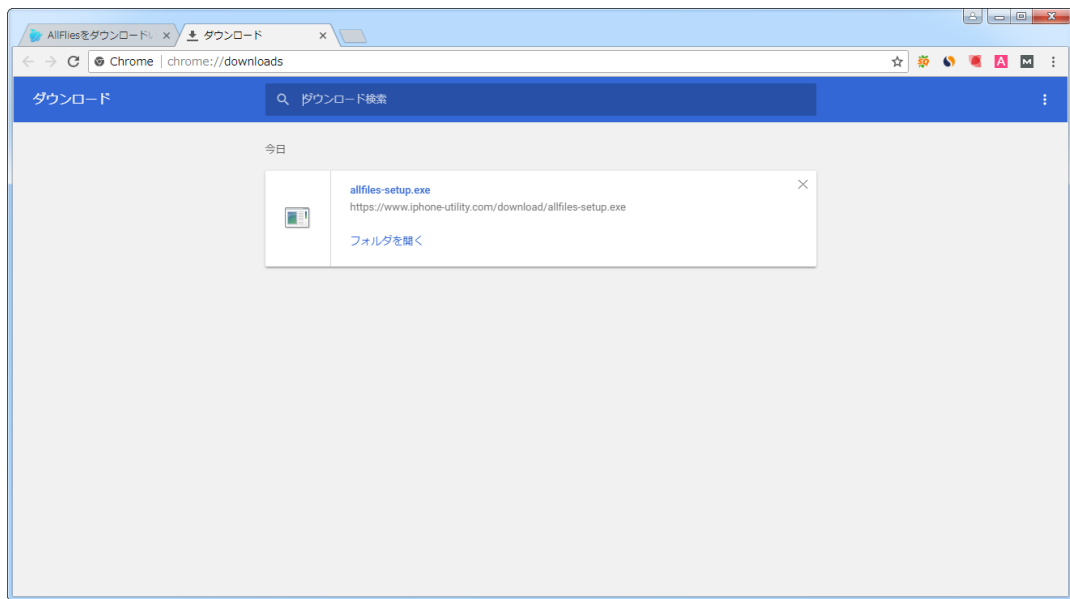 AllFliesをダウンロードい
ダウンロード
Chrome | chrome://downloads
ダウンロード
ダウンロード検索
今日
allfiles-setup.exe
https://www.iphone-utility.com/download/allfiles-setup.exe
フォルダを開く